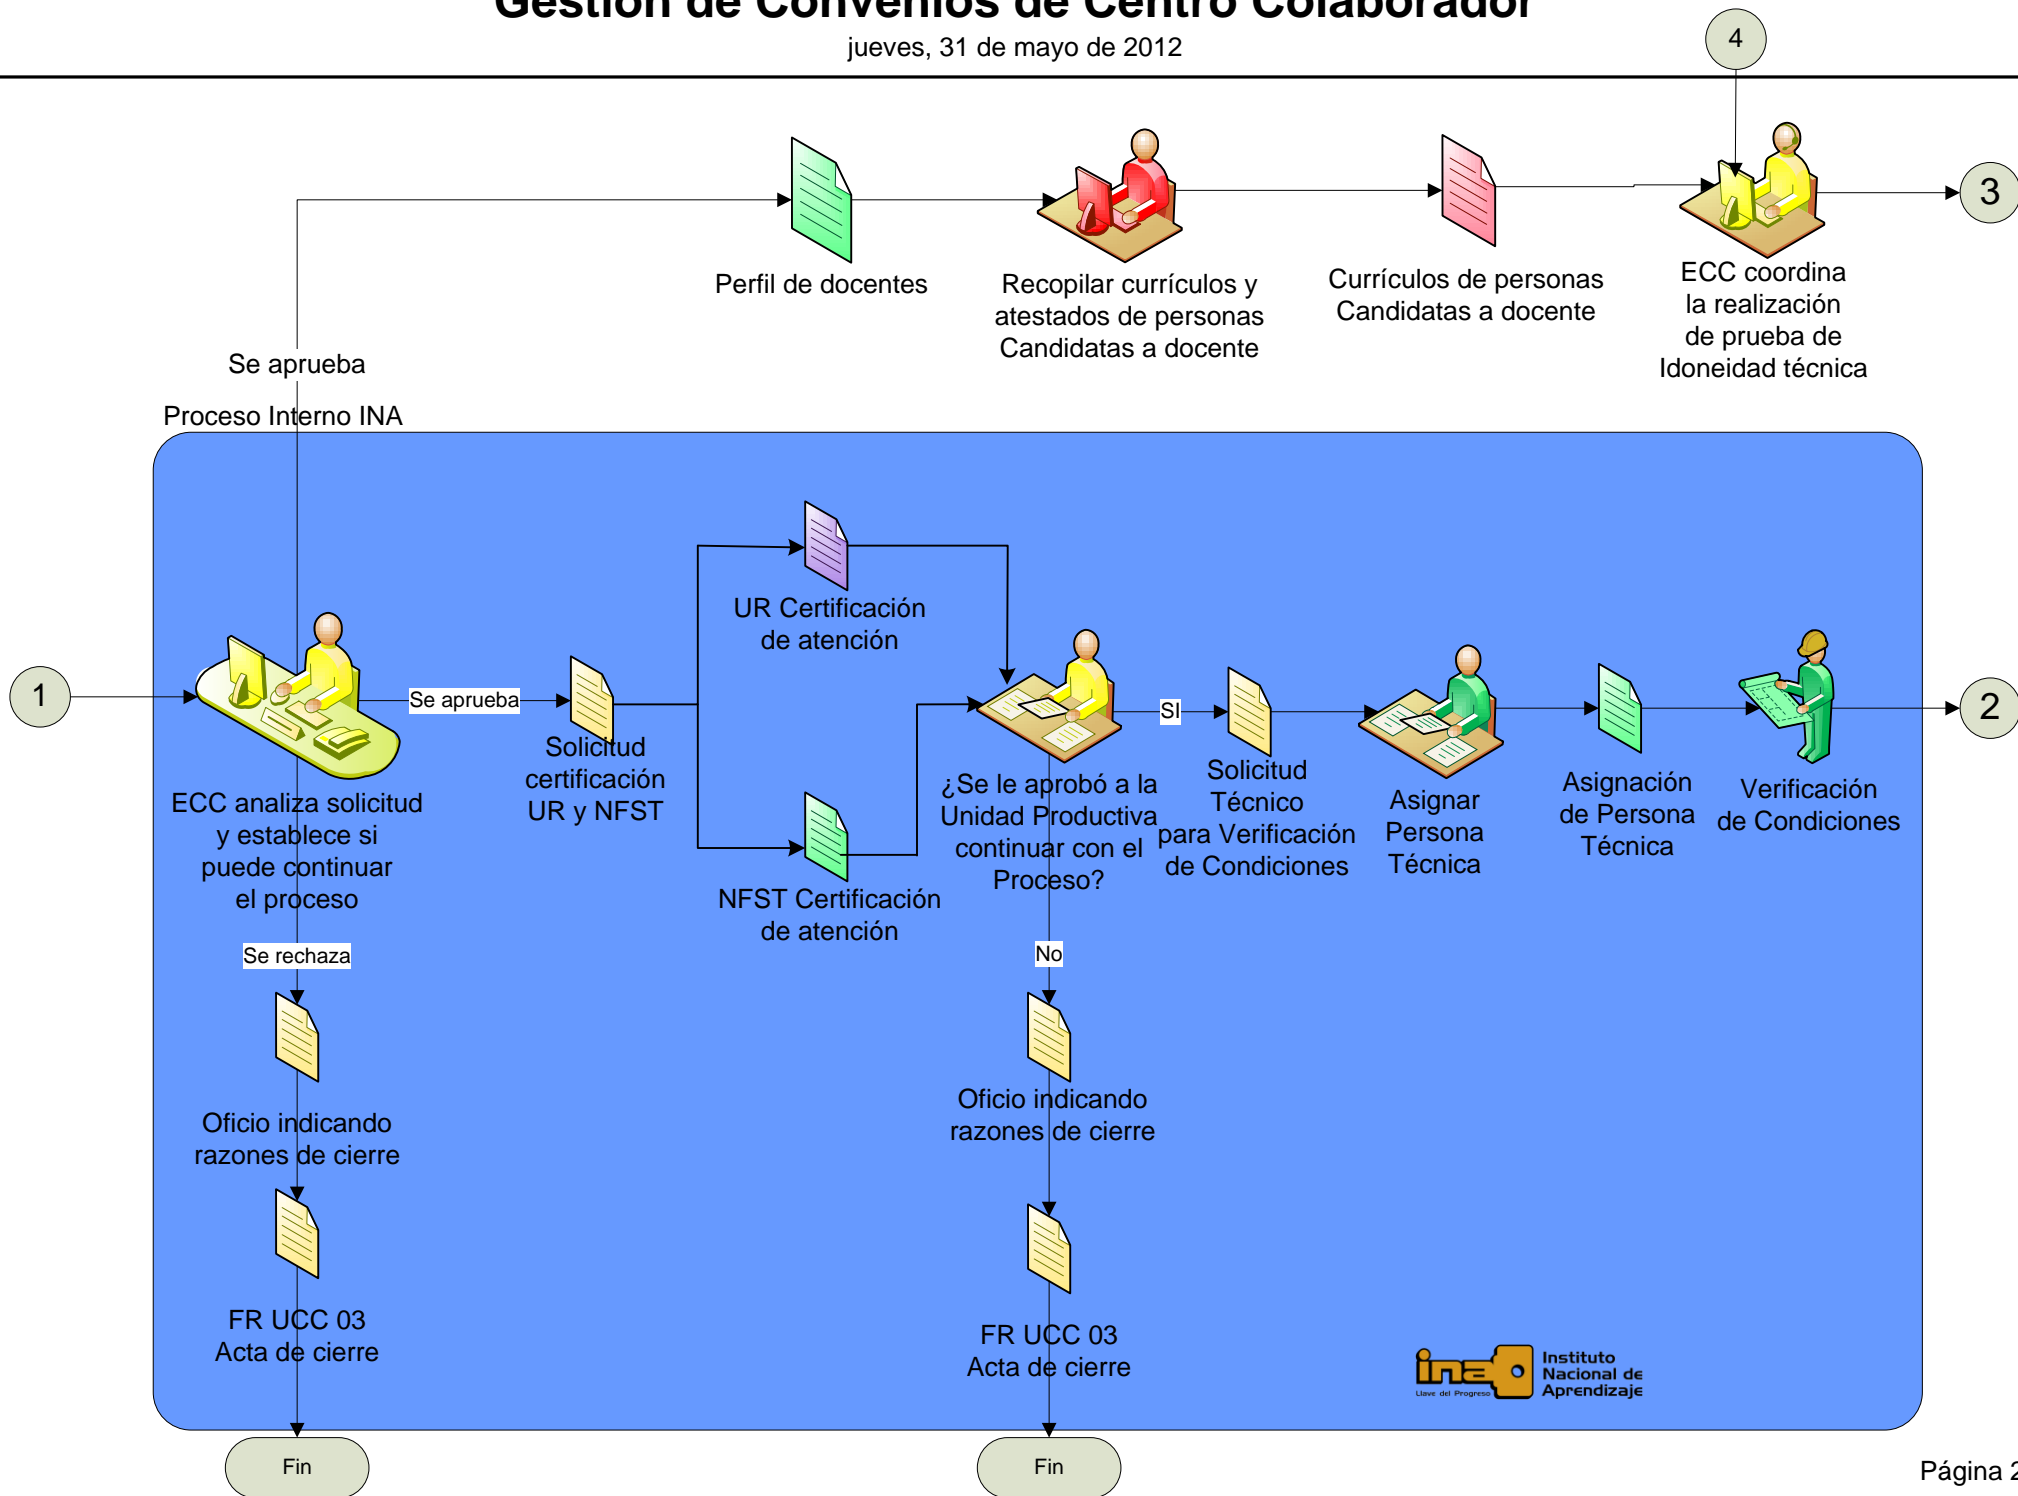 Gestión de Convenios de Centro Colaborador
jueves, 31 de mayo de 2012
4
3
Perfil de docentes
Recopilar currículos y
atestados de personas
Candidatas a docente
Currículos de personas
Candidatas a docente
ECC coordina
la realización
de prueba de
Idoneidad técnica
Se aprueba
Proceso Interno INA
UR Certificación
de atención
1
Se aprueba
SI
2
ECC analiza solicitud
y establece si
puede continuar
el proceso
Solicitud
certificación
UR y NFST
NFST Certificación
de atención
¿Se le aprobó a la
Unidad Productiva
continuar con el
Proceso?
Solicitud
Técnico
para Verificación
de Condiciones
Asignar
Persona
Técnica
Asignación
de Persona
Técnica
Verificación
de Condiciones
Se rechaza
No
Oficio indicando
razones de cierre
Oficio indicando
razones de cierre
FR UCC 03
Acta de cierre
FR UCC 03
Acta de cierre
ina
Llave del Progreso
Instituto
Nacional de
Aprendizaje
Fin
Fin
Página 2